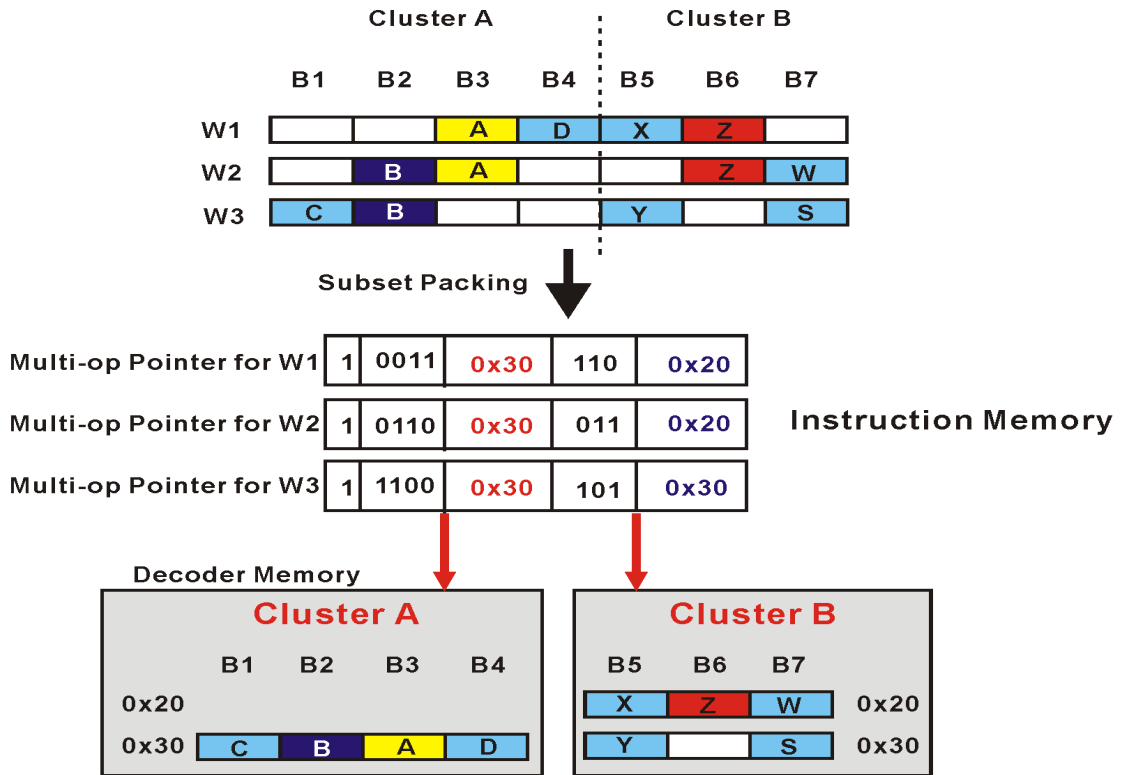 Cluster A Cluster B
B1 B2 B3 B4 B5 B6 B7
W1 A D X Z
W2 B A Z W
W3 C B Y S
Subset Packing
Multi-op Pointer for W1 1 0011 0x30 110 0x20
Multi-op Pointer for W2 1 0110 0x30 011 0x20
Instruction Memory
Multi-op Pointer for W3 1 1100 0x30 101 0x30
Decoder Memory
Cluster A Cluster B
B1 B2 B3 B4 B5 B6 B7
0x20 X Z W 0x20
0x30 C B A D Y S 0x30